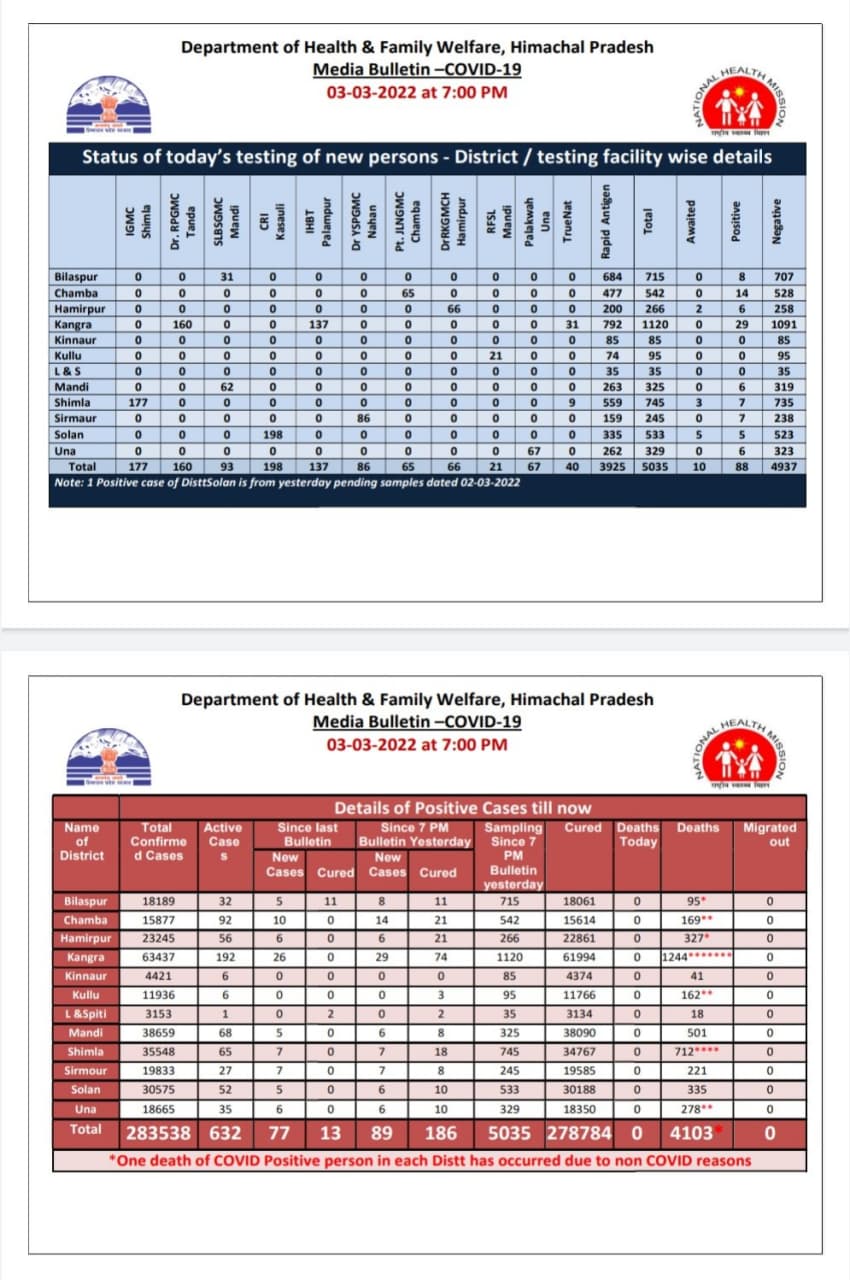 Department of Health & Family Welfare, Himachal Pradesh
Media Bulletin –COVID-19
03-03-2022 at 7:00 PM
NATIONAL HEALTH MISSION
Status of today's testing of new persons - District / testing facility wise details
IGMC Shimla Dr. RPGMC Tanda SLBSGMC Mandi CRI Kasauli IHBT Palampur Dr YSPGMC Nahan Pt. JLNGMC Chamba DrRKGMCH Hamirpur RFSL Mandi Palakwah Una TrueNat Rapid Antigen Total Awaited Positive Negative
Bilaspur 0 0 31 0 0 0 0 0 0 0 0 684 715 0 8 707
Chamba 0 0 0 0 0 0 65 0 0 0 0 477 542 0 14 528
Hamirpur 0 0 0 0 0 0 0 66 0 0 0 200 266 2 6 258
Kangra 0 160 0 0 137 0 0 0 0 0 31 792 1120 0 29 1091
Kinnaur 0 0 0 0 0 0 0 0 0 0 0 85 85 0 0 85
Kullu 0 0 0 0 0 0 0 0 21 0 0 74 95 0 0 95
L & S 0 0 0 0 0 0 0 0 0 0 0 35 35 0 0 35
Mandi 0 0 62 0 0 0 0 0 0 0 0 263 325 0 6 319
Shimla 177 0 0 0 0 0 0 0 0 0 9 559 745 3 7 735
Sirmaur 0 0 0 0 0 86 0 0 0 0 0 159 245 0 7 238
Solan 0 0 0 198 0 0 0 0 0 0 0 335 533 5 5 523
Una 0 0 0 0 0 0 0 0 0 67 0 262 329 0 6 323
Total 177 160 93 198 137 86 65 66 21 67 40 3925 5035 10 88 4937
Note: 1 Positive case of DisttSolan is from yesterday pending samples dated 02-03-2022
Department of Health & Family Welfare, Himachal Pradesh
Media Bulletin –COVID-19
03-03-2022 at 7:00 PM
NATIONAL HEALTH MISSION
Details of Positive Cases till now
Name Total Active Since last Since 7 PM Sampling Cured Deaths Deaths Migrated
of Confirme Case Bulletin Bulletin Yesterday Since 7 Today out
District d Cases s New New PM
Cases Cured Cases Cured Bulletin
yesterday
Bilaspur 18189 32 5 11 8 11 715 18061 0 95* 0
Chamba 15877 92 10 0 14 21 542 15614 0 169** 0
Hamirpur 23245 56 6 0 6 21 266 22861 0 327* 0
Kangra 63437 192 26 0 29 74 1120 61994 0 1244******* 0
Kinnaur 4421 6 0 0 0 0 85 4374 0 41 0
Kullu 11936 6 0 0 0 3 95 11766 0 162** 0
L &Spiti 3153 1 0 2 0 2 35 3134 0 18 0
Mandi 38659 68 5 0 6 8 325 38090 0 501 0
Shimla 35548 65 7 0 7 18 745 34767 0 712**** 0
Sirmour 19833 27 7 0 7 8 245 19585 0 221 0
Solan 30575 52 5 0 6 10 533 30188 0 335 0
Una 18665 35 6 0 6 10 329 18350 0 278** 0
Total 283538 632 77 13 89 186 5035 278784 0 4103* 0
*One death of COVID Positive person in each Distt has occurred due to non COVID reasons